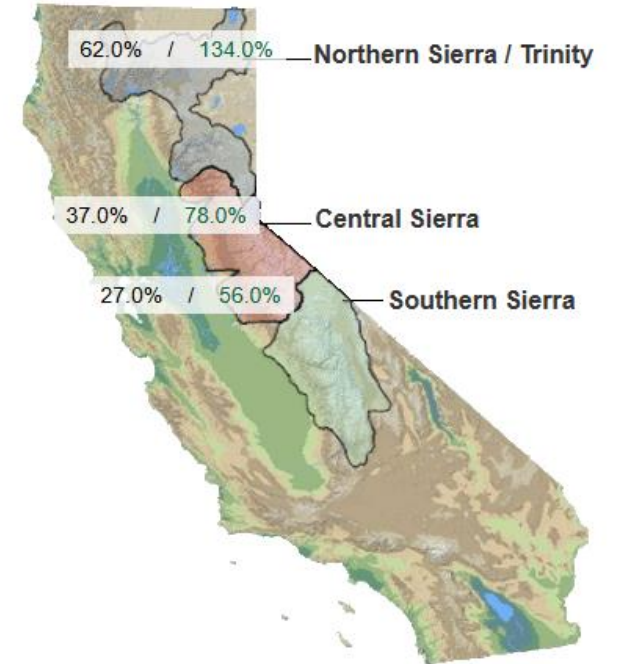 62.0% / 134.0% Northern Sierra / Trinity
37.0% / 78.0% Central Sierra
27.0% / 56.0% Southern Sierra